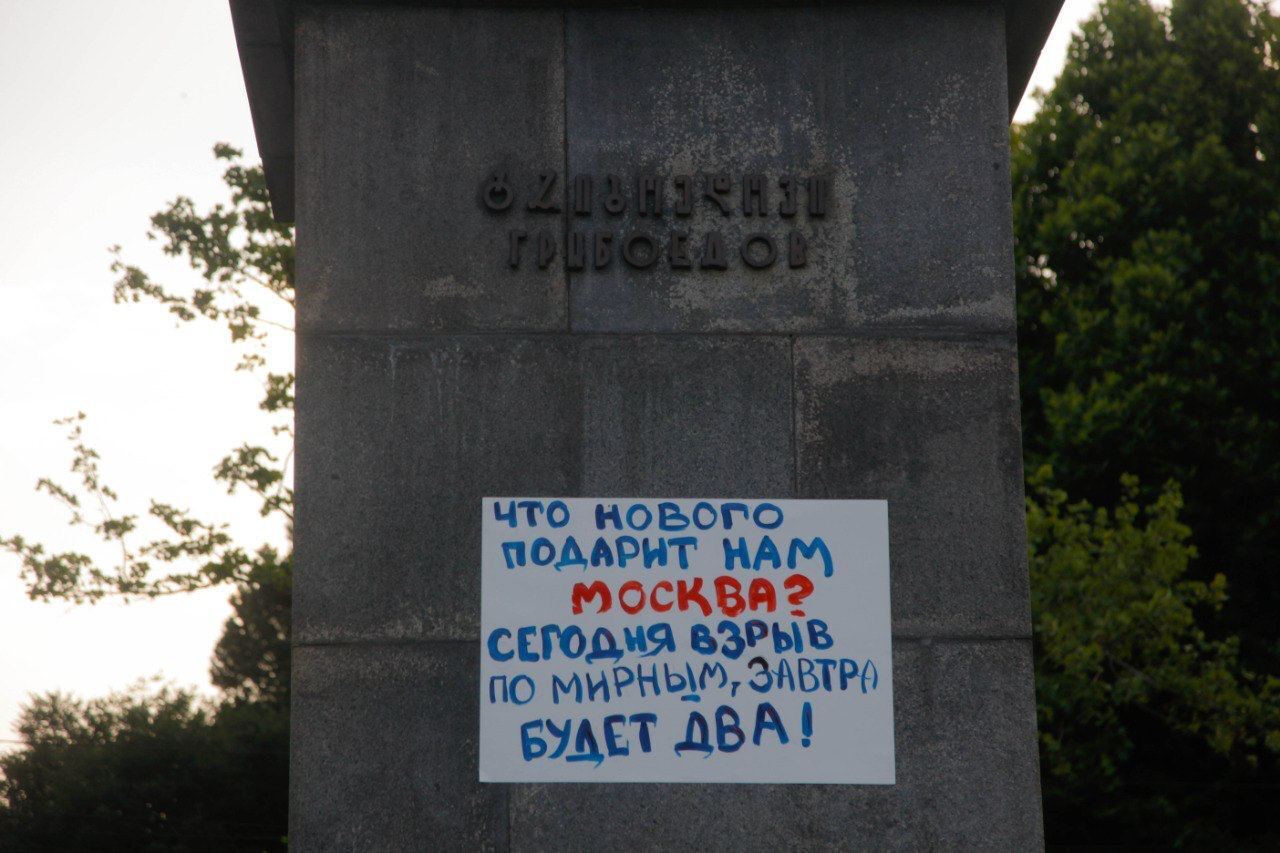 გრიბოედოვი
ГРИБОЕДОВ
ЧТО НОВОГО
ПОДАРИТ НАМ
МОСКВА?
СЕГОДНЯ ВЗРЫВ
ПО МИРНЫМ, ЗАВТРА
БУДЕТ ДВА!